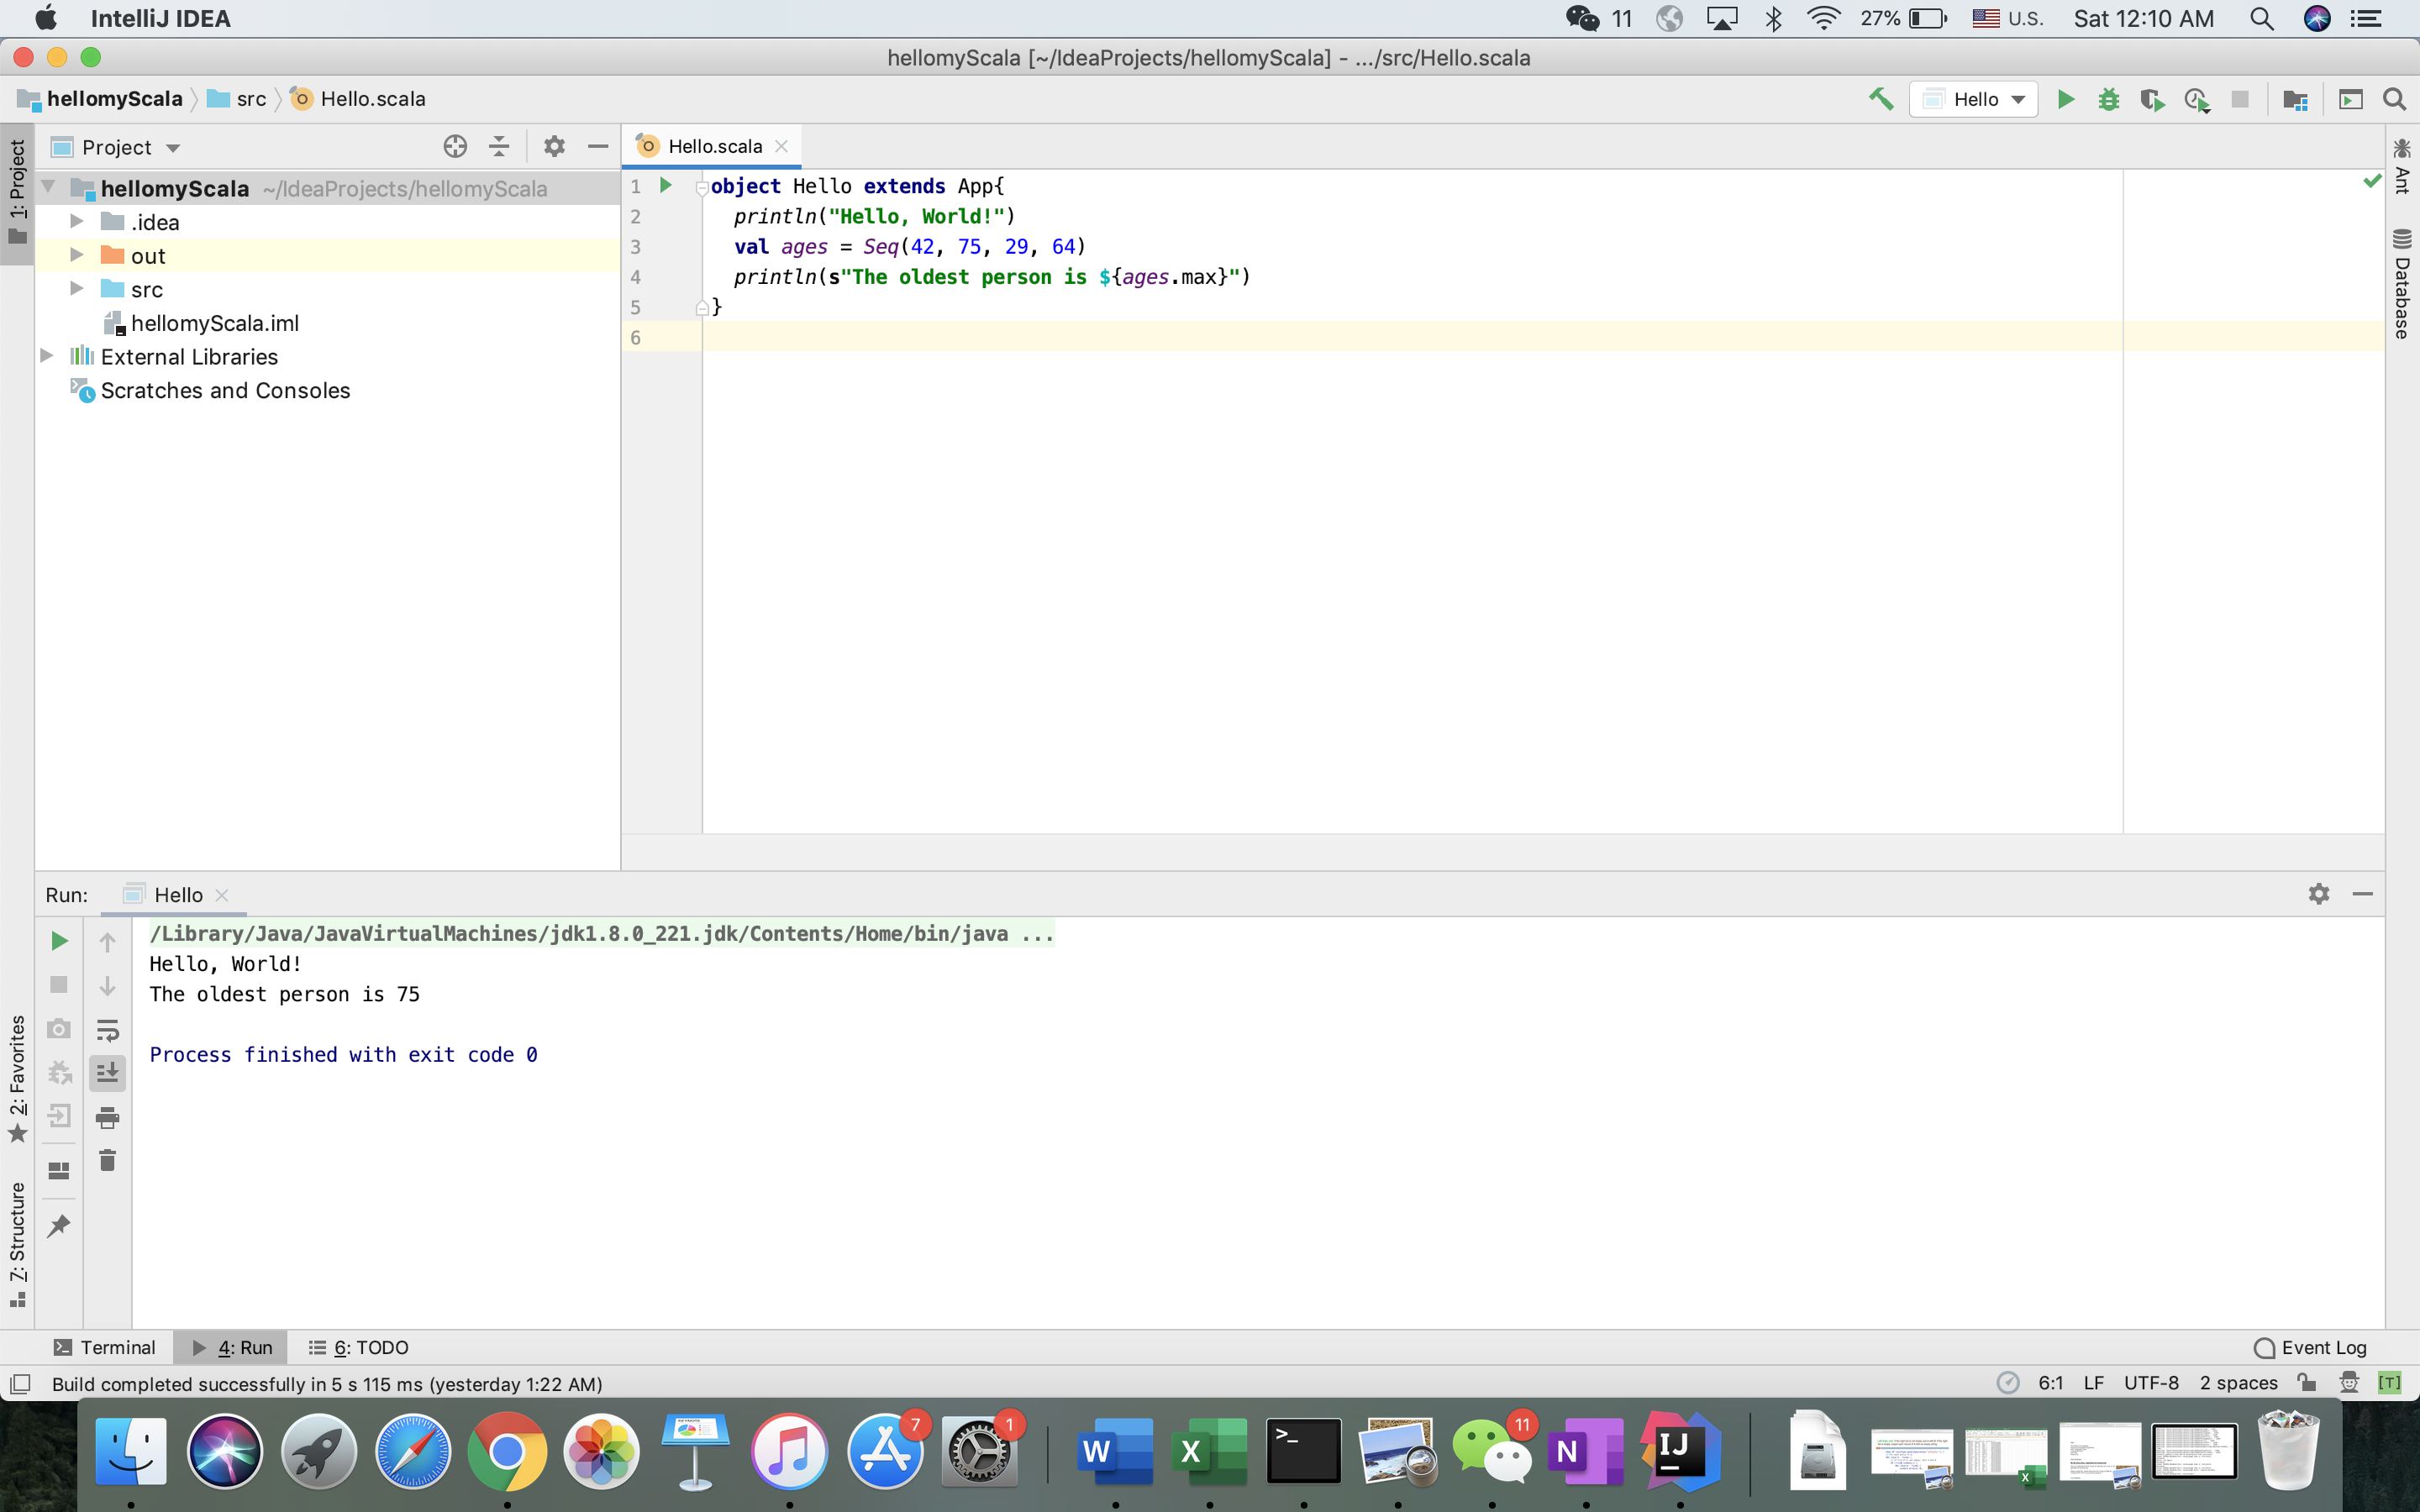 IntelliJ IDEA
11
27%
U.S.
Sat 12:10 AM
hellomyScala [~/IdeaProjects/hellomyScala] - .../src/Hello.scala
hellomyScala
src
Hello.scala
Hello
1: Project
Project
Hello.scala
Ant
Database
hellomyScala ~/IdeaProjects/hellomyScala
.idea
out
src
hellomyScala.iml
External Libraries
Scratches and Consoles
1 object Hello extends App{
2 println("Hello, World!")
3 val ages = Seq(42, 75, 29, 64)
4 println(s"The oldest person is ${ages.max}")
5 }
6
Run:
Hello
/Library/Java/JavaVirtualMachines/jdk1.8.0_221.jdk/Contents/Home/bin/java ...
Hello, World!
The oldest person is 75
Process finished with exit code 0
2: Favorites
7: Structure
Terminal
4: Run
6: TODO
Event Log
Build completed successfully in 5 s 115 ms (yesterday 1:22 AM)
6:1
LF
UTF-8
2 spaces
[T]
7
1
W
X
>_
11
N
IJ